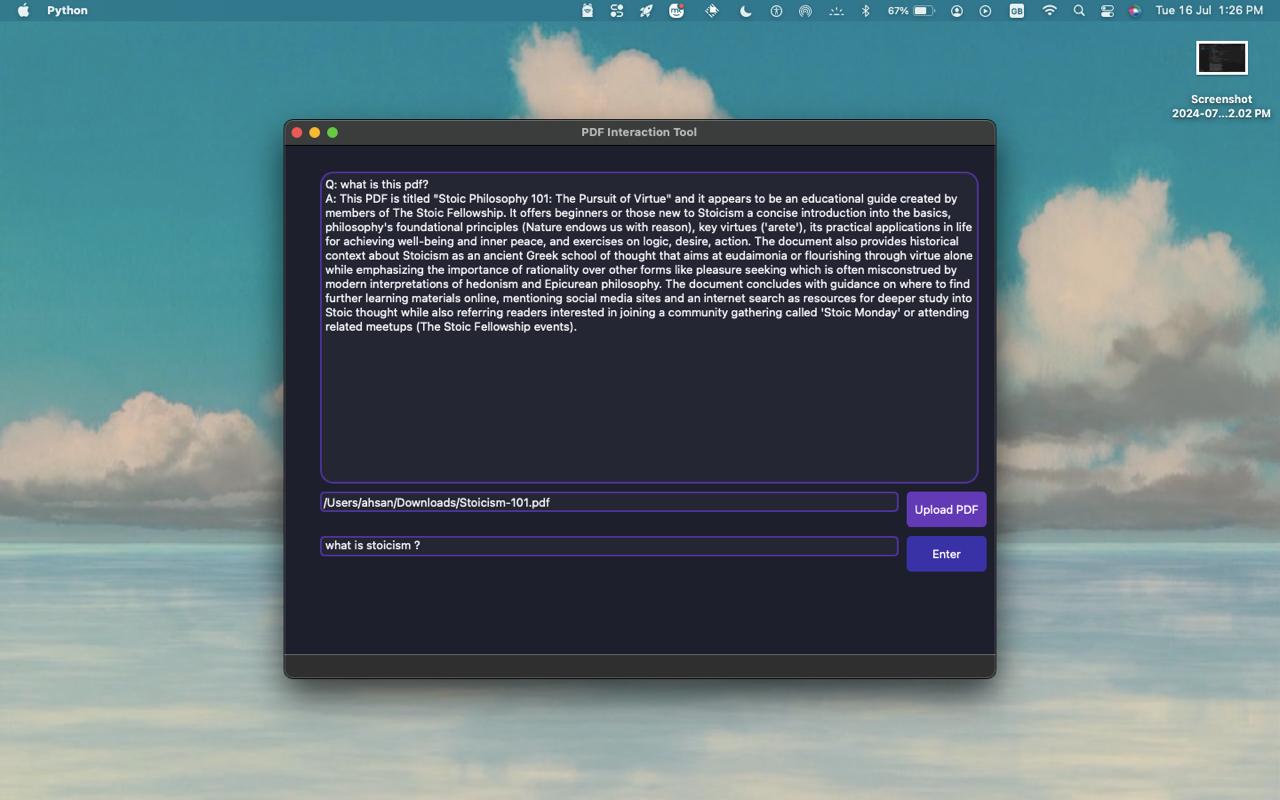 Python
67%
GB
Tue 16 Jul 1:26 PM
Screenshot
2024-07...2.02 PM
PDF Interaction Tool
Q: what is this pdf?
A: This PDF is titled "Stoic Philosophy 101: The Pursuit of Virtue" and it appears to be an educational guide created by
members of The Stoic Fellowship. It offers beginners or those new to Stoicism a concise introduction into the basics,
philosophy's foundational principles (Nature endows us with reason), key virtues ('arete'), its practical applications in life
for achieving well-being and inner peace, and exercises on logic, desire, action. The document also provides historical
context about Stoicism as an ancient Greek school of thought that aims at eudaimonia or flourishing through virtue alone
while emphasizing the importance of rationality over other forms like pleasure seeking which is often misconstrued by
modern interpretations of hedonism and Epicurean philosophy. The document concludes with guidance on where to find
further learning materials online, mentioning social media sites and an internet search as resources for deeper study into
Stoic thought while also referring readers interested in joining a community gathering called 'Stoic Monday' or attending
related meetups (The Stoic Fellowship events).
/Users/ahsan/Downloads/Stoicism-101.pdf
Upload PDF
what is stoicism ?
Enter